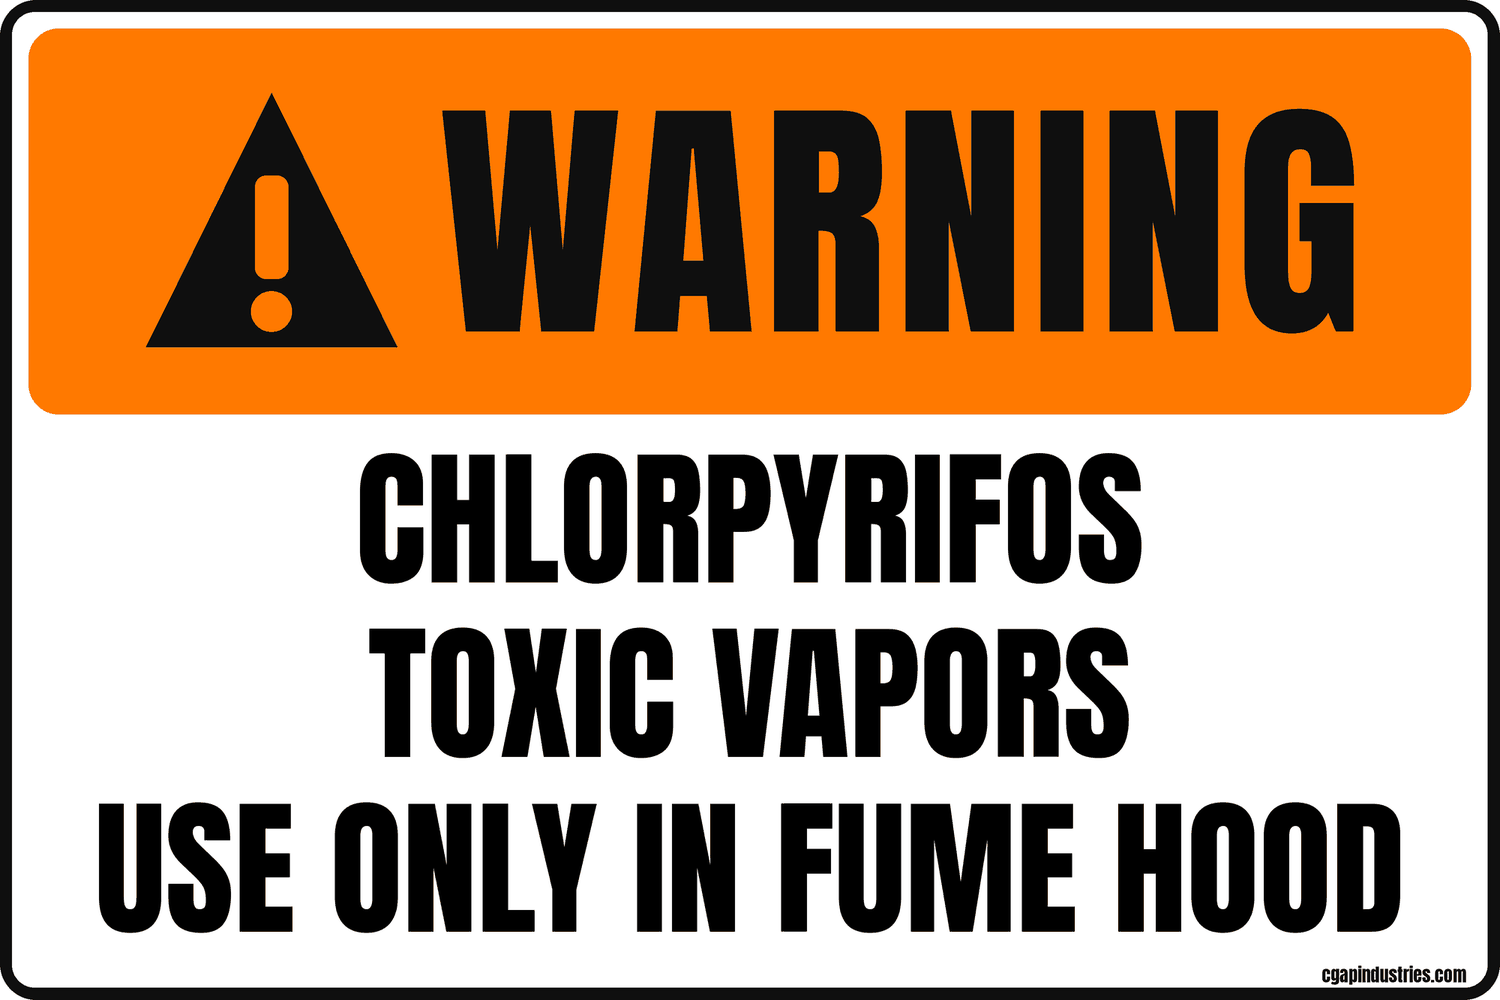 WARNING
CHLORPYRIFOS
TOXIC VAPORS
USE ONLY IN FUME HOOD
cgapindustries.com